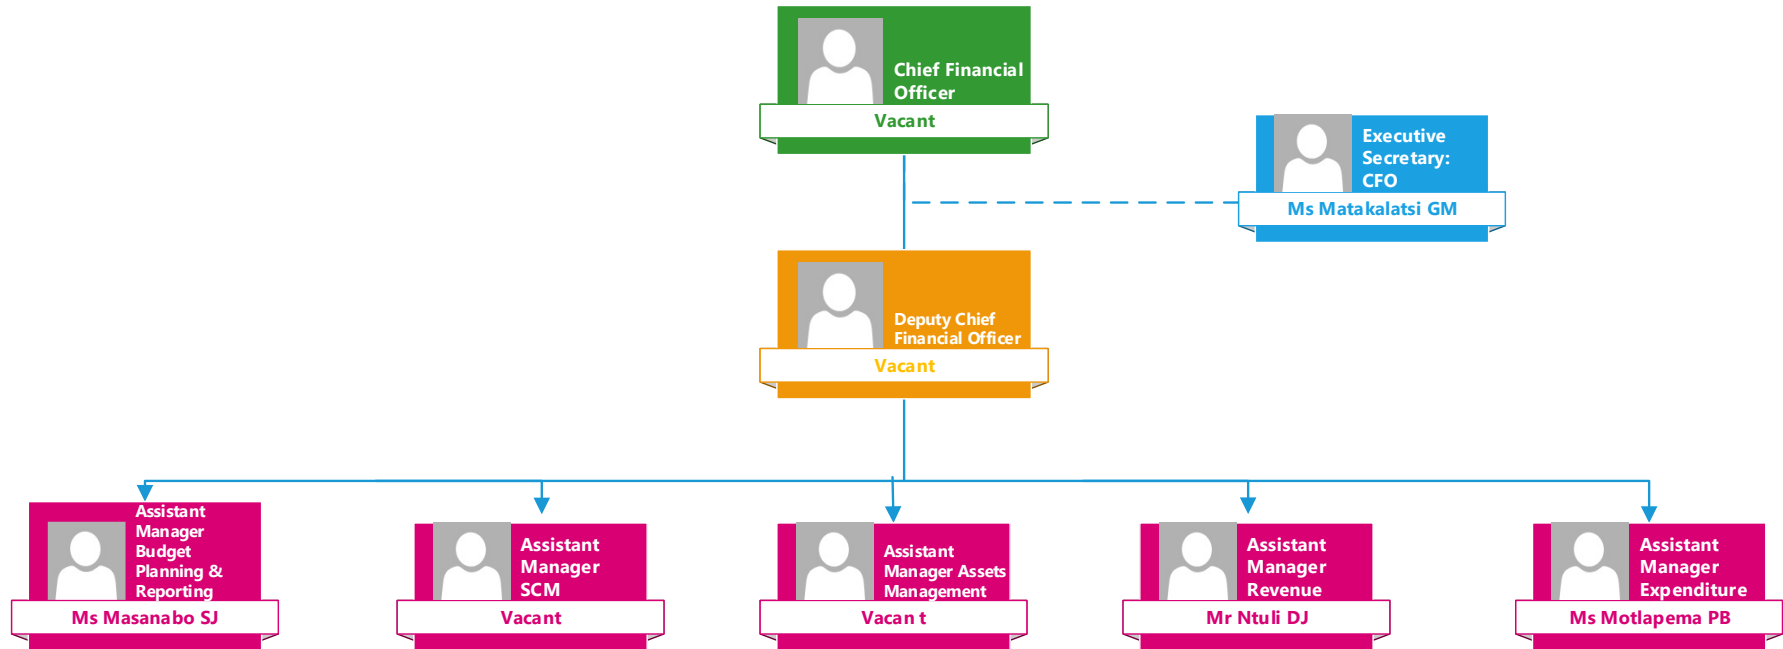 Chief Financial
Officer
Vacant
Executive
Secretary:
CFO
Ms Matakalatsi GM
Deputy Chief
Financial Officer
Vacant
Assistant
Manager
Budget
Planning &
Reporting
Ms Masanabo SJ
Assistant
Manager
SCM
Vacant
Assistant
Manager Assets
Management
Vacan t
Assistant
Manager
Revenue
Mr Ntuli DJ
Assistant
Manager
Expenditure
Ms Motlapema PB